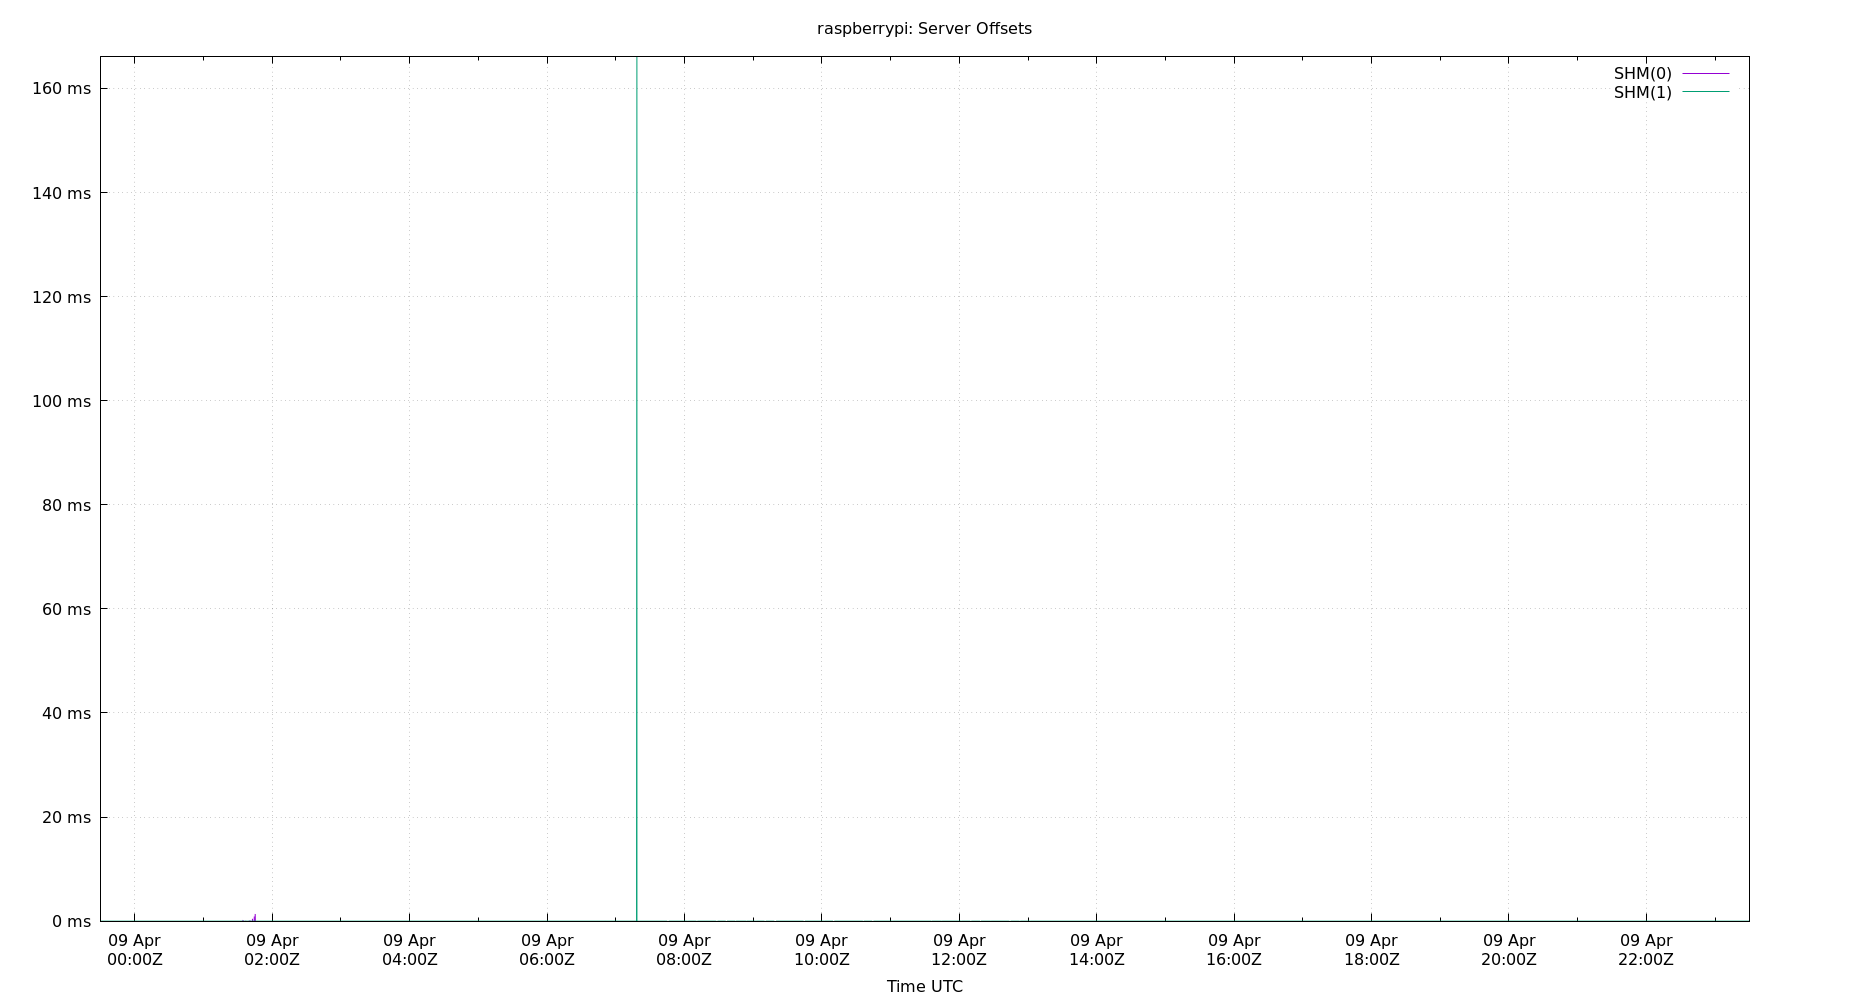 raspberrypi: Server Offsets
SHM(0)
SHM(1)
160 ms
140 ms
120 ms
100 ms
80 ms
60 ms
40 ms
20 ms
0 ms
09 Apr 09 Apr 09 Apr 09 Apr 09 Apr 09 Apr 09 Apr 09 Apr 09 Apr 09 Apr 09 Apr 09 Apr
00:00Z 02:00Z 04:00Z 06:00Z 08:00Z 10:00Z 12:00Z 14:00Z 16:00Z 18:00Z 20:00Z 22:00Z
Time UTC